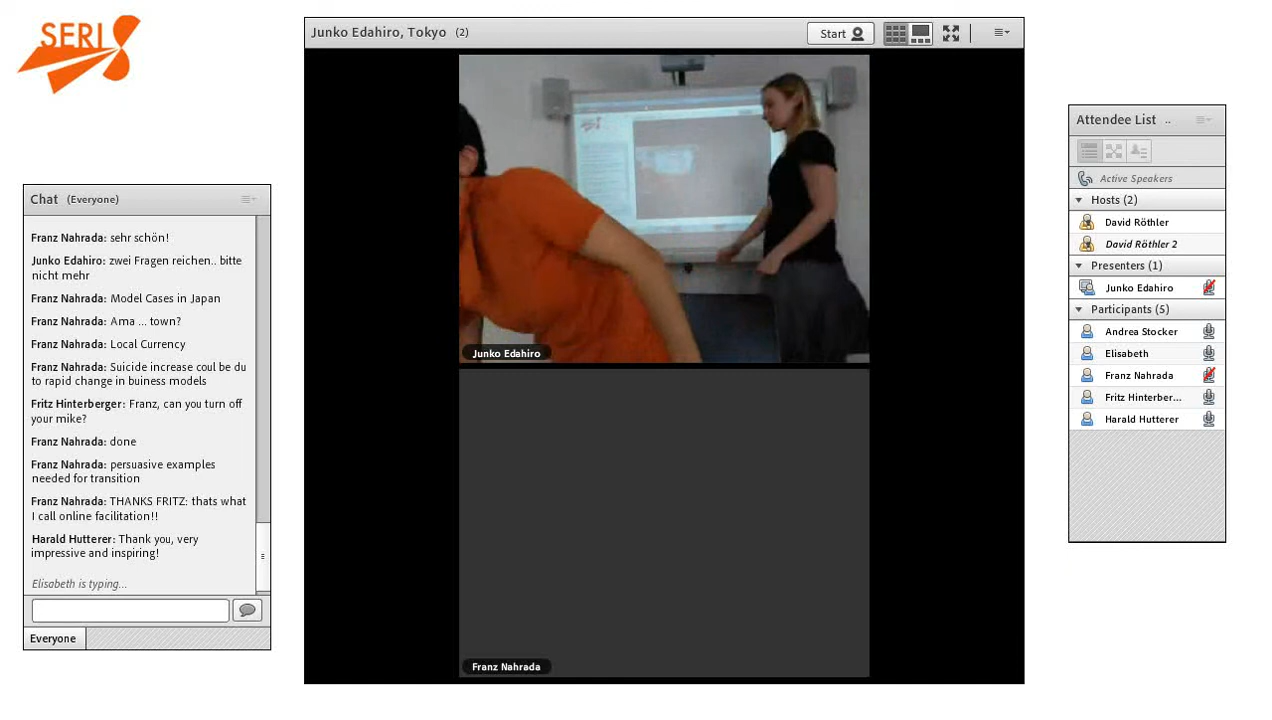 SERI
Junko Edahiro, Tokyo (2)
Start
Chat (Everyone)
Franz Nahrada: sehr schön!
Junko Edahiro: zwei Fragen reichen.. bitte
nicht mehr
Franz Nahrada: Model Cases in Japan
Franz Nahrada: Ama ... town?
Franz Nahrada: Local Currency
Franz Nahrada: Suicide increase coul be du
to rapid change in buiness models
Fritz Hinterberger: Franz, can you turn off
your mike?
Franz Nahrada: done
Franz Nahrada: persuasive examples
needed for transition
Franz Nahrada: THANKS FRITZ: thats what
I call online facilitation!!
Harald Hutterer: Thank you, very
impressive and inspiring!
Elisabeth is typing...
Everyone
Junko Edahiro
Franz Nahrada
Attendee List ..
Active Speakers
Hosts (2)
David Röthler
David Röthler 2
Presenters (1)
Junko Edahiro
Participants (5)
Andrea Stocker
Elisabeth
Franz Nahrada
Fritz Hinterber...
Harald Hutterer